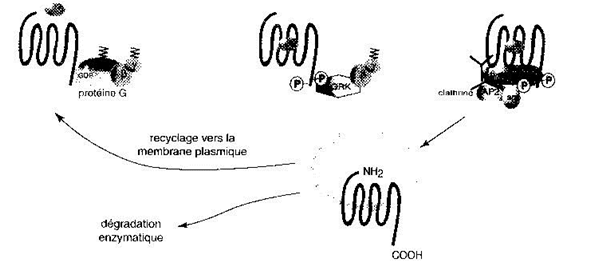 GDP
protéine G
P
P
GRK
clathrine
AP2
P
P
recyclage vers la
membrane plasmique
NH2
dégradation
enzymatique
COOH